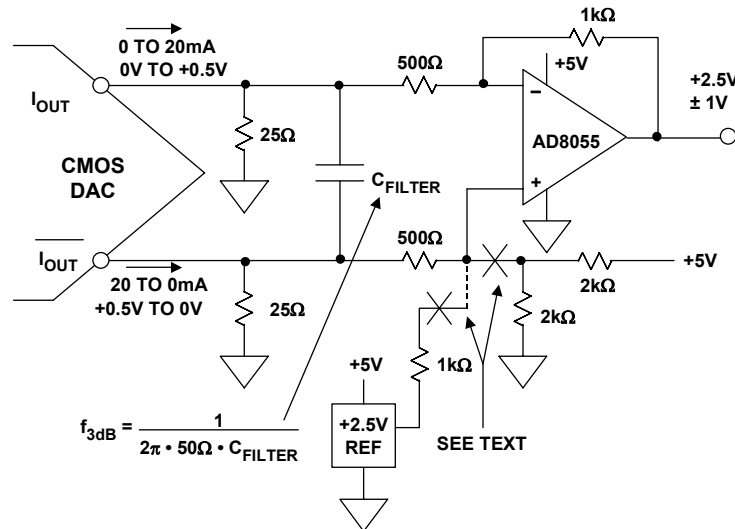 0 TO 20mA
0V TO +0.5V
I_OUT
CMOS
DAC
I̅_O̅U̅T̅
20 TO 0mA
+0.5V TO 0V
25Ω
25Ω
C_FILTER
500Ω
500Ω
1kΩ
+5V
−
+
AD8055
+2.5V
± 1V
2kΩ
+5V
2kΩ
1kΩ
+5V
+2.5V
REF
SEE TEXT
f_3dB = 1 / (2π • 50Ω • C_FILTER)